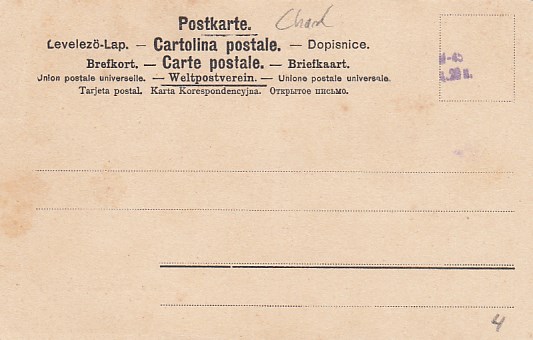 Postkarte.
Levelezö-Lap. — Cartolina postale. — Dopisnice.
Brefkort. — Carte postale. — Briefkaart.
Union postale universelle. — Weltpostverein. — Unione postale universale.
Tarjeta postal. Karta Korespondencyjna. Открытое письмо.
4